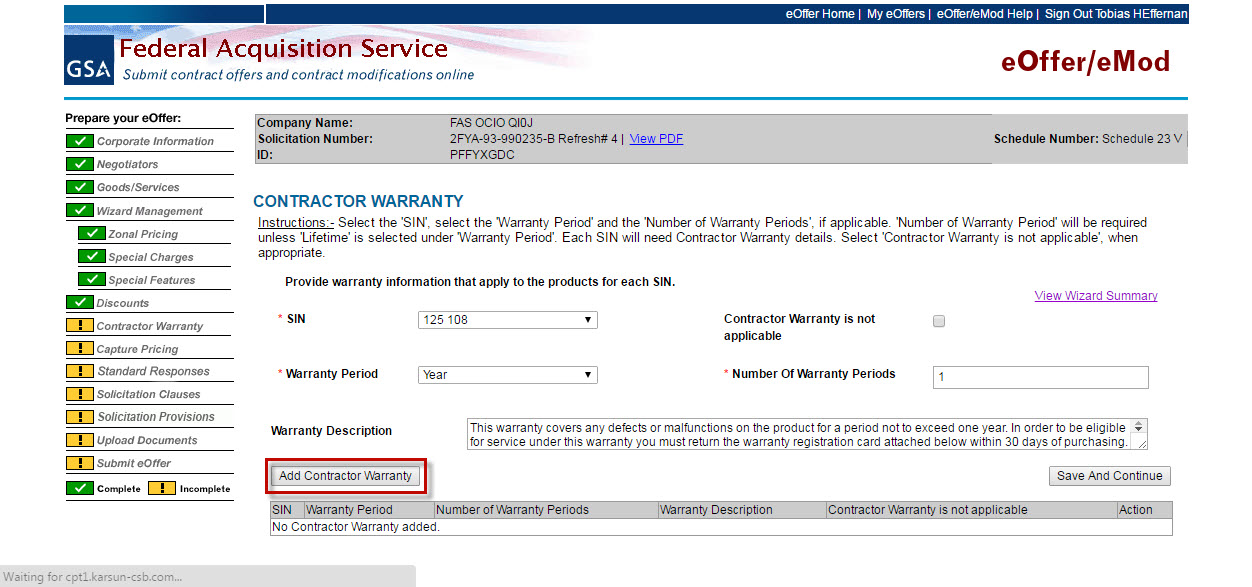 eOffer Home | My eOffers | eOffer/eMod Help | Sign Out Tobias HEffernan
GSA
Federal Acquisition Service
Submit contract offers and contract modifications online
eOffer/eMod
Prepare your eOffer:
Corporate Information
Negotiators
Goods/Services
Wizard Management
Zonal Pricing
Special Charges
Special Features
Discounts
Contractor Warranty
Capture Pricing
Standard Responses
Solicitation Clauses
Solicitation Provisions
Upload Documents
Submit eOffer
Complete ! Incomplete
Company Name: FAS OCIO QI0J
Solicitation Number: 2FYA-93-990235-B Refresh# 4 | View PDF Schedule Number: Schedule 23 V
ID: PFFYXGDC
CONTRACTOR WARRANTY
Instructions:- Select the 'SIN', select the 'Warranty Period' and the 'Number of Warranty Periods', if applicable. 'Number of Warranty Period' will be required
unless 'Lifetime' is selected under 'Warranty Period'. Each SIN will need Contractor Warranty details. Select 'Contractor Warranty is not applicable', when
appropriate.
Provide warranty information that apply to the products for each SIN.
View Wizard Summary
* SIN 125 108 Contractor Warranty is not
applicable
* Warranty Period Year * Number Of Warranty Periods 1
Warranty Description This warranty covers any defects or malfunctions on the product for a period not to exceed one year. In order to be eligible
for service under this warranty you must return the warranty registration card attached below within 30 days of purchasing.
Add Contractor Warranty Save And Continue
SIN Warranty Period Number of Warranty Periods Warranty Description Contractor Warranty is not applicable Action
No Contractor Warranty added.
Waiting for cpt1.karsun-csb.com...